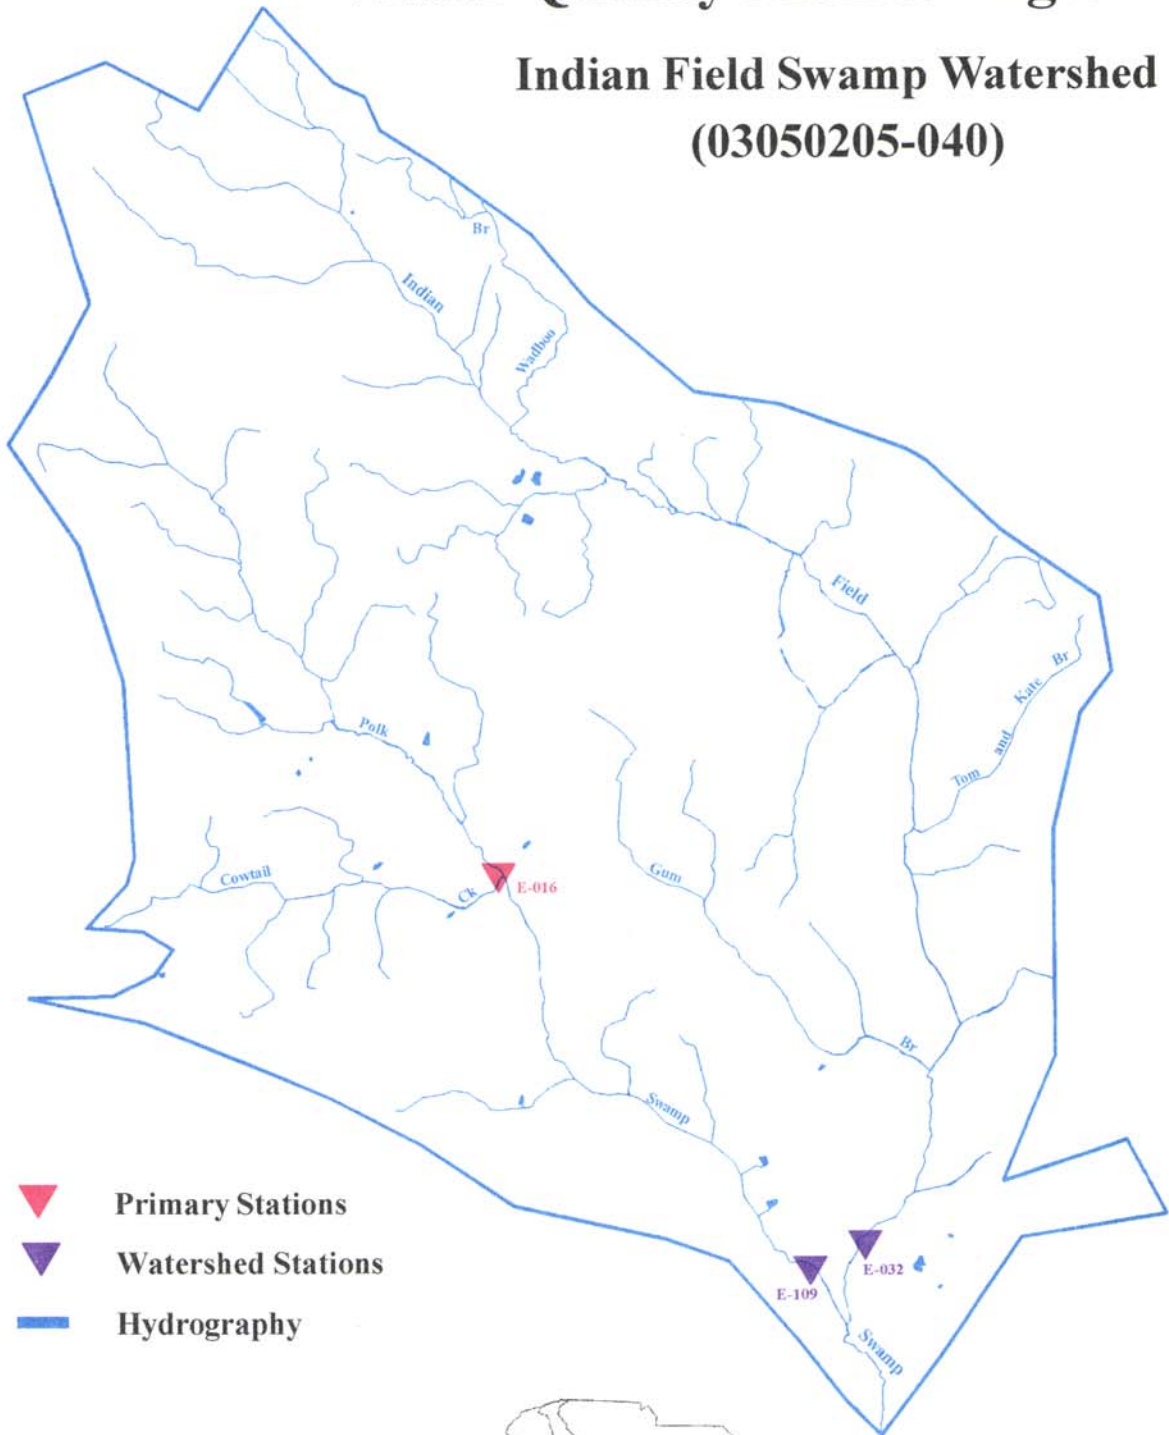 Indian Field Swamp Watershed
(03050205-040)
Br
Indian
Wadboo
Field
Br
Kate
and
Tom
Polk
Cowtail
Ck
E-016
Gum
Br
Swamp
E-032
E-109
Swamp
Primary Stations
Watershed Stations
Hydrography